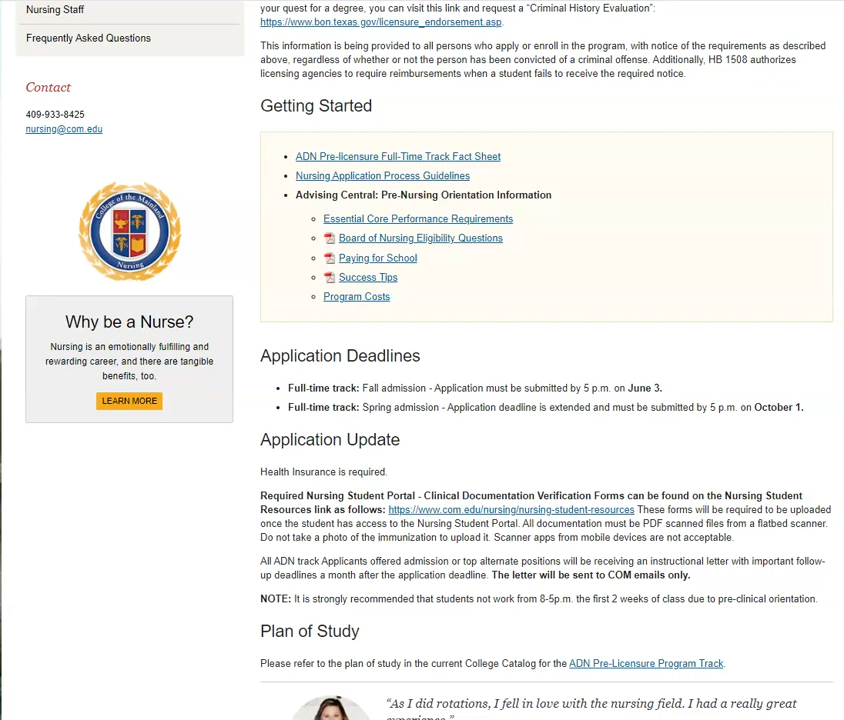 Nursing Staff
Frequently Asked Questions
Contact
409-933-8425
nursing@com.edu
College of the Mainland
Nursing
Why be a Nurse?
Nursing is an emotionally fulfilling and
rewarding career, and there are tangible
benefits, too.
LEARN MORE
your quest for a degree, you can visit this link and request a “Criminal History Evaluation”:
https://www.bon.texas.gov/licensure_endorsement.asp.
This information is being provided to all persons who apply or enroll in the program, with notice of the requirements as described
above, regardless of whether or not the person has been convicted of a criminal offense. Additionally, HB 1508 authorizes
licensing agencies to require reimbursements when a student fails to receive the required notice.
Getting Started
• ADN Pre-licensure Full-Time Track Fact Sheet
• Nursing Application Process Guidelines
• Advising Central: Pre-Nursing Orientation Information
Essential Core Performance Requirements
Board of Nursing Eligibility Questions
Paying for School
Success Tips
Program Costs
Application Deadlines
• Full-time track: Fall admission - Application must be submitted by 5 p.m. on June 3.
• Full-time track: Spring admission - Application deadline is extended and must be submitted by 5 p.m. on October 1.
Application Update
Health Insurance is required.
Required Nursing Student Portal - Clinical Documentation Verification Forms can be found on the Nursing Student
Resources link as follows: https://www.com.edu/nursing/nursing-student-resources These forms will be required to be uploaded
once the student has access to the Nursing Student Portal. All documentation must be PDF scanned files from a flatbed scanner.
Do not take a photo of the immunization to upload it. Scanner apps from mobile devices are not acceptable.
All ADN track Applicants offered admission or top alternate positions will be receiving an instructional letter with important follow-
up deadlines a month after the application deadline. The letter will be sent to COM emails only.
NOTE: It is strongly recommended that students not work from 8-5p.m. the first 2 weeks of class due to pre-clinical orientation.
Plan of Study
Please refer to the plan of study in the current College Catalog for the ADN Pre-Licensure Program Track.
“As I did rotations, I fell in love with the nursing field. I had a really great
experience.”